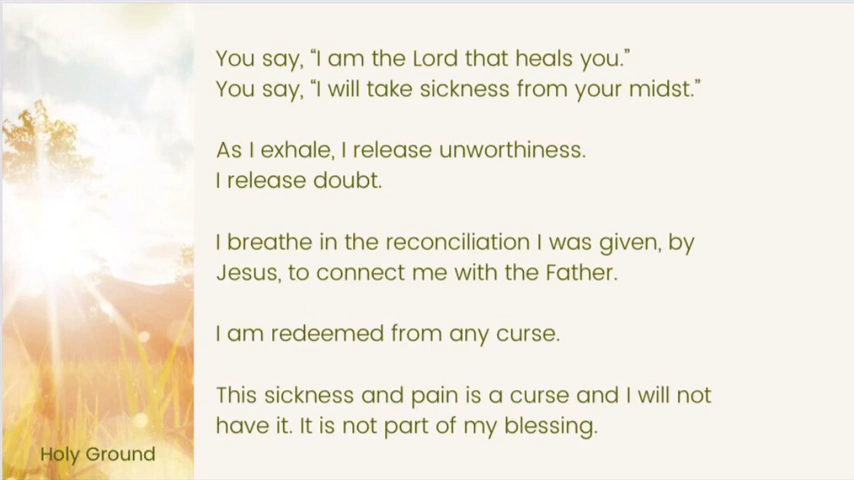 You say, “I am the Lord that heals you.”
You say, “I will take sickness from your midst.”
As I exhale, I release unworthiness.
I release doubt.
I breathe in the reconciliation I was given, by
Jesus, to connect me with the Father.
I am redeemed from any curse.
This sickness and pain is a curse and I will not
have it. It is not part of my blessing.
Holy Ground